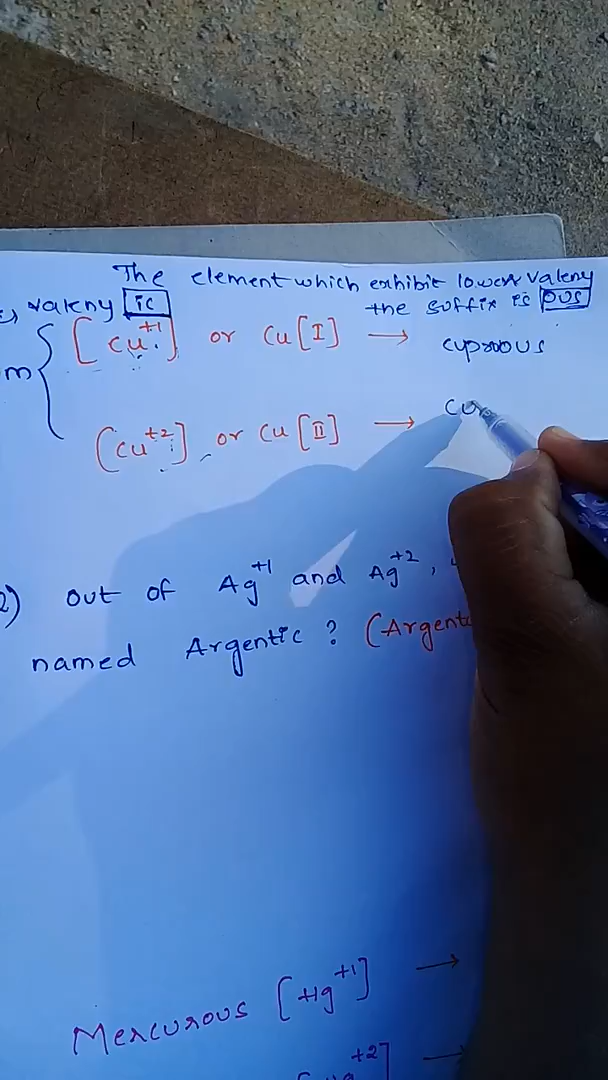 The element which exhibit lower valeny
valeny ic the suffix is ous
[Cu+1] or Cu[I] → cuprous
m
[Cu+2] or Cu[II] → cu
2) out of Ag+1 and Ag+2,
named Argentic ? (Argent
Mercurous [Hg+1] →
+2] →